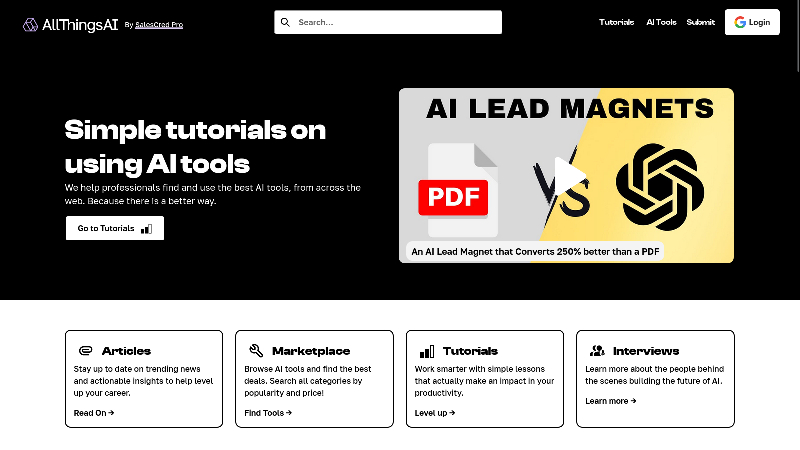 AllThingsAI By SalesCred Pro
Search...
Tutorials AI Tools Submit Login
Simple tutorials on
using AI tools
We help professionals find and use the best AI tools, from across the
web. Because there is a better way.
Go to Tutorials
AI LEAD MAGNETS
PDF
VS
An AI Lead Magnet that Converts 250% better than a PDF
Articles
Stay up to date on trending news
and actionable insights to help level
up your career.
Read On →
Marketplace
Browse AI tools and find the best
deals. Search all categories by
popularity and price!
Find Tools →
Tutorials
Work smarter with simple lessons
that actually make an impact in your
productivity.
Level up →
Interviews
Learn more about the people behind
the scenes building the future of AI.
Learn more →